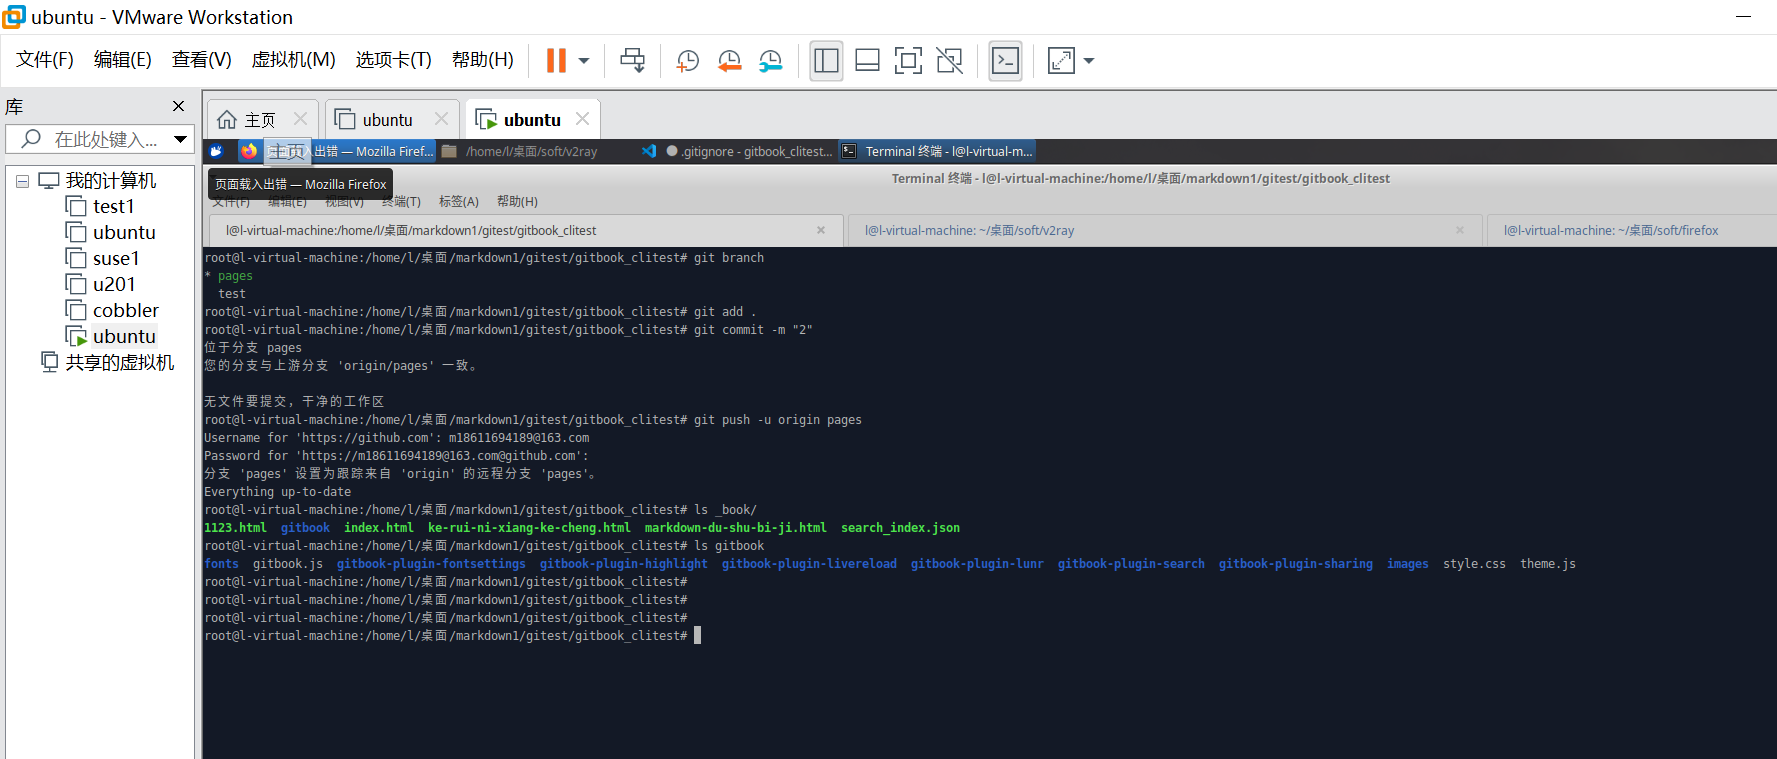 ubuntu - VMware Workstation
文件(F) 编辑(E) 查看(V) 虚拟机(M) 选项卡(T) 帮助(H)
库
在此处键入...
我的计算机
test1
ubuntu
suse1
u201
cobbler
ubuntu
共享的虚拟机
主页 ubuntu ubuntu
主页 入出错 — Mozilla Firef... /home/l/桌面/soft/v2ray .gitignore - gitbook_clitest... Terminal 终端 - l@l-virtual-m...
页面载入出错 — Mozilla Firefox
Terminal 终端 - l@l-virtual-machine:/home/l/桌面/markdown1/gitest/gitbook_clitest
文件(F) 编辑(E) 视图(V) 终端(T) 标签(A) 帮助(H)
l@l-virtual-machine:/home/l/桌面/markdown1/gitest/gitbook_clitest l@l-virtual-machine: ~/桌面/soft/v2ray l@l-virtual-machine: ~/桌面/soft/firefox
root@l-virtual-machine:/home/l/桌面/markdown1/gitest/gitbook_clitest# git branch
* pages
test
root@l-virtual-machine:/home/l/桌面/markdown1/gitest/gitbook_clitest# git add .
root@l-virtual-machine:/home/l/桌面/markdown1/gitest/gitbook_clitest# git commit -m "2"
位于分支 pages
您的分支与上游分支 'origin/pages' 一致。
无文件要提交，干净的工作区
root@l-virtual-machine:/home/l/桌面/markdown1/gitest/gitbook_clitest# git push -u origin pages
Username for 'https://github.com': m18611694189@163.com
Password for 'https://m18611694189@163.com@github.com':
分支 'pages' 设置为跟踪来自 'origin' 的远程分支 'pages'。
Everything up-to-date
root@l-virtual-machine:/home/l/桌面/markdown1/gitest/gitbook_clitest# ls _book/
1123.html gitbook index.html ke-rui-ni-xiang-ke-cheng.html markdown-du-shu-bi-ji.html search_index.json
root@l-virtual-machine:/home/l/桌面/markdown1/gitest/gitbook_clitest# ls gitbook
fonts gitbook.js gitbook-plugin-fontsettings gitbook-plugin-highlight gitbook-plugin-livereload gitbook-plugin-lunr gitbook-plugin-search gitbook-plugin-sharing images style.css theme.js
root@l-virtual-machine:/home/l/桌面/markdown1/gitest/gitbook_clitest#
root@l-virtual-machine:/home/l/桌面/markdown1/gitest/gitbook_clitest#
root@l-virtual-machine:/home/l/桌面/markdown1/gitest/gitbook_clitest#
root@l-virtual-machine:/home/l/桌面/markdown1/gitest/gitbook_clitest#